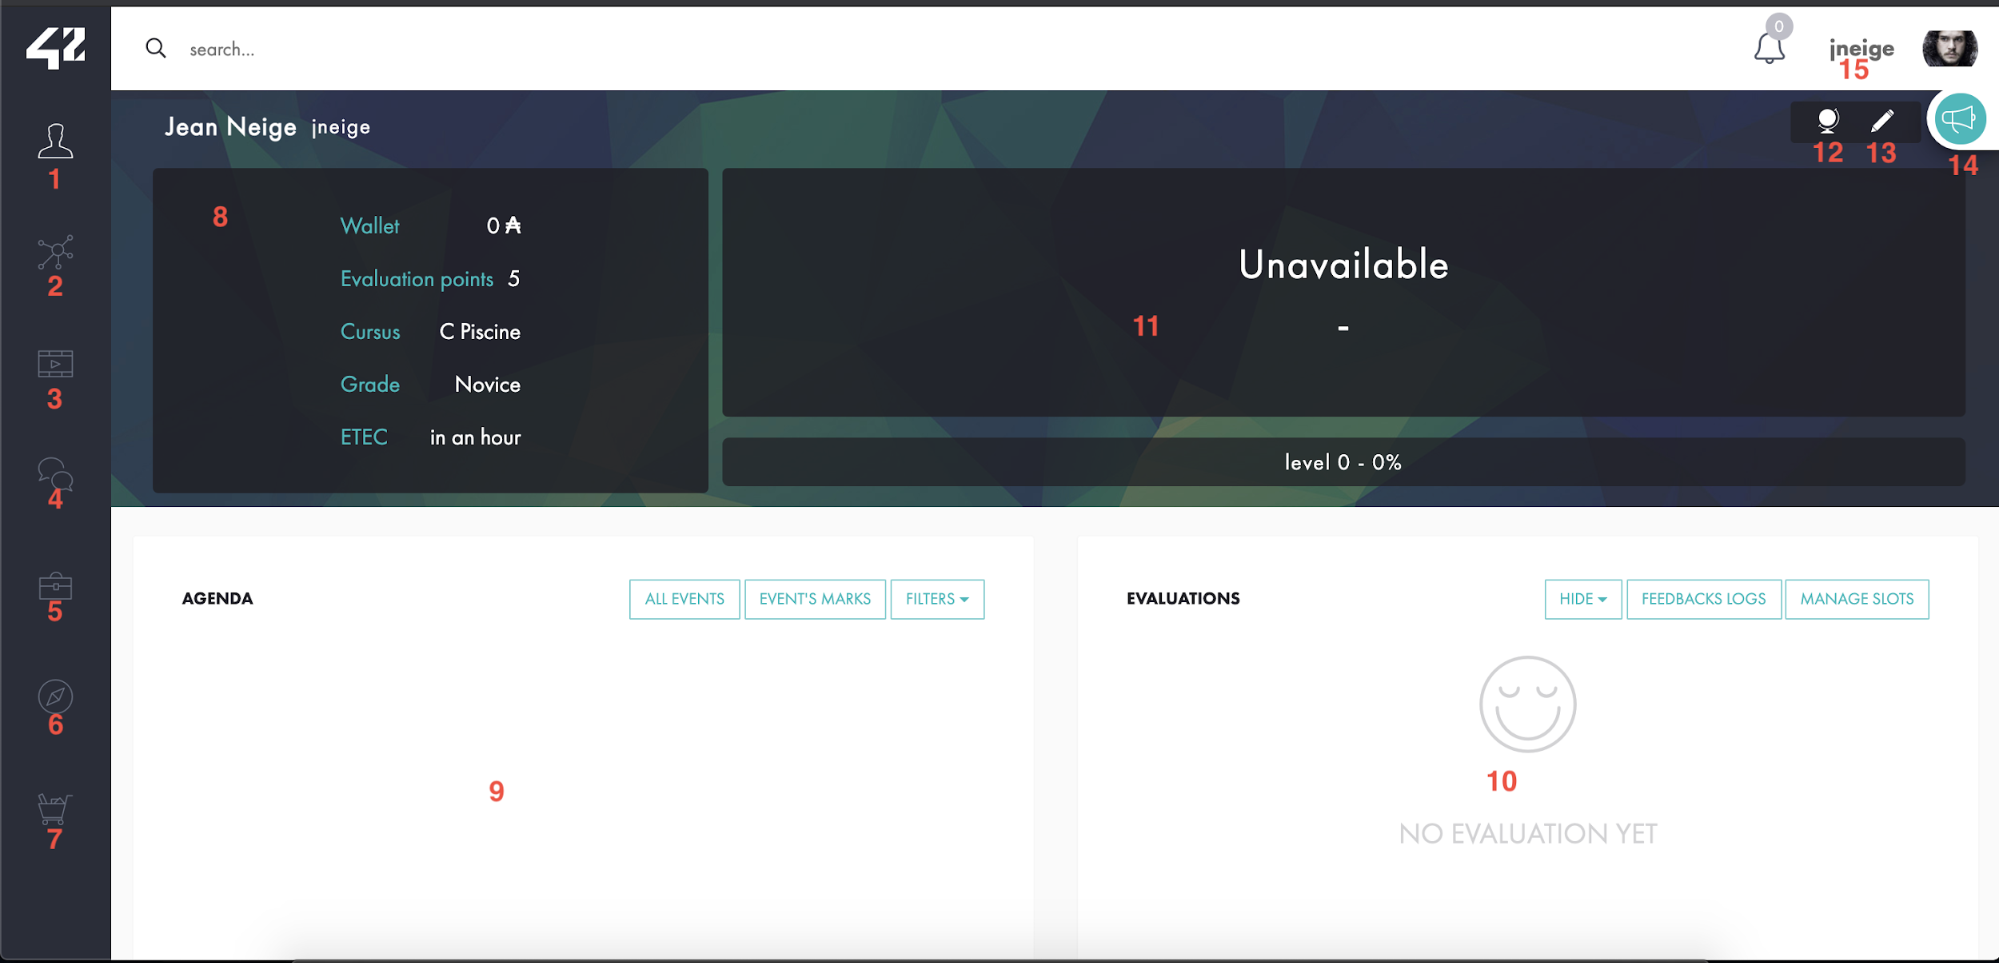 42
search...
0
jneige
15
Jean Neige jneige
12 13
14
1
8
Wallet 0 ₳
Evaluation points 5
Cursus C Piscine
Grade Novice
ETEC in an hour
Unavailable
11
-
level 0 - 0%
2
3
4
5
6
7
AGENDA ALL EVENTS EVENT'S MARKS FILTERS
9
EVALUATIONS HIDE FEEDBACKS LOGS MANAGE SLOTS
10
NO EVALUATION YET